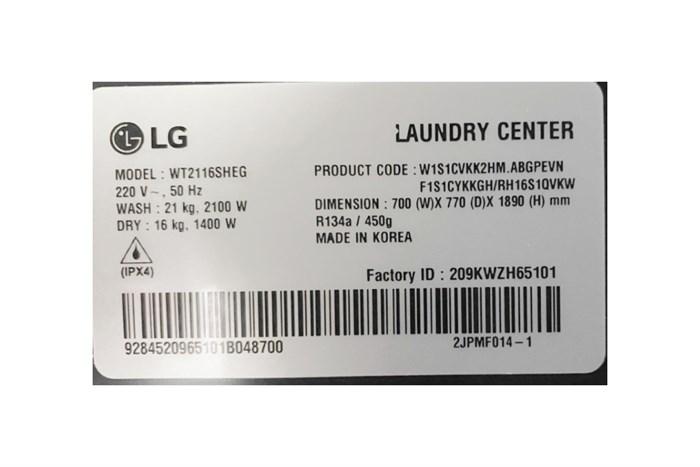 LG
LAUNDRY CENTER
MODEL : WT2116SHEG
220 V~, 50 Hz
WASH : 21 kg, 2100 W
DRY : 16 kg, 1400 W
(IPX4)
PRODUCT CODE : W1S1CVKK2HM.ABGPEVN
F1S1CYKKGH/RH16S1QVKW
DIMENSION : 700 (W)X 770 (D)X 1890 (H) mm
R134a / 450g
MADE IN KOREA
Factory ID : 209KWZH65101
9284520965101B048700
2JPMF014-1